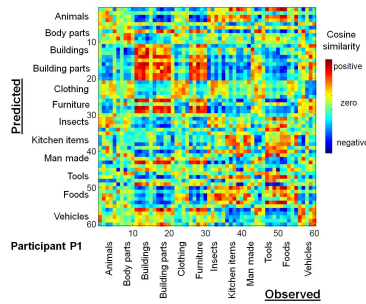 Animals
Body parts
10
Buildings
Building parts
20
Clothing
Furniture
30
Insects
Kitchen items
40
Man made
Tools
50
Foods
Vehicles
60
Predicted
Cosine
similarity
positive
zero
negative
10 20 30 40 50 60
Participant P1
Animals
Body parts
Buildings
Building parts
Clothing
Furniture
Insects
Kitchen items
Man made
Tools
Foods
Vehicles
Observed